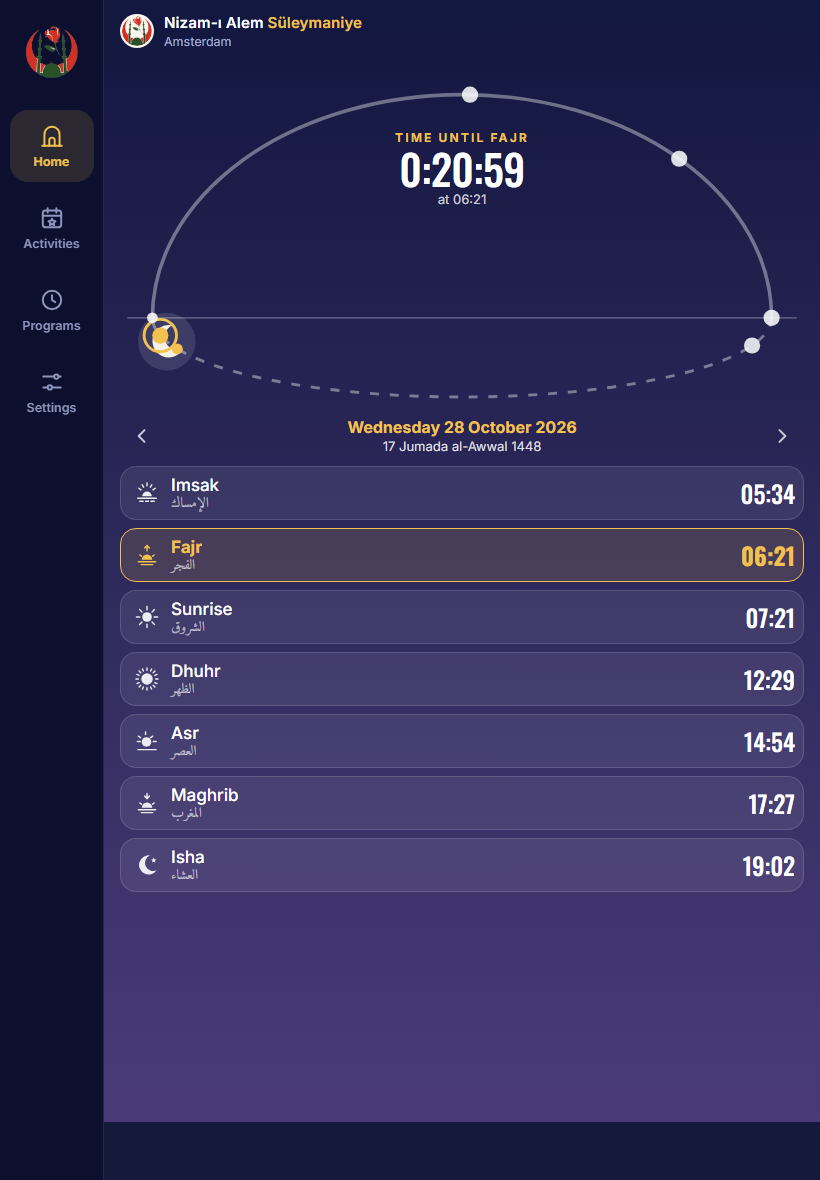 Nizam-ı Alem Süleymaniye
Amsterdam
Home
Activities
Programs
Settings
TIME UNTIL FAJR
0:20:59
at 06:21
Wednesday 28 October 2026
17 Jumada al-Awwal 1448
Imsak
الإمساك
05:34
Fajr
الفجر
06:21
Sunrise
الشروق
07:21
Dhuhr
الظهر
12:29
Asr
العصر
14:54
Maghrib
المغرب
17:27
Isha
العشاء
19:02